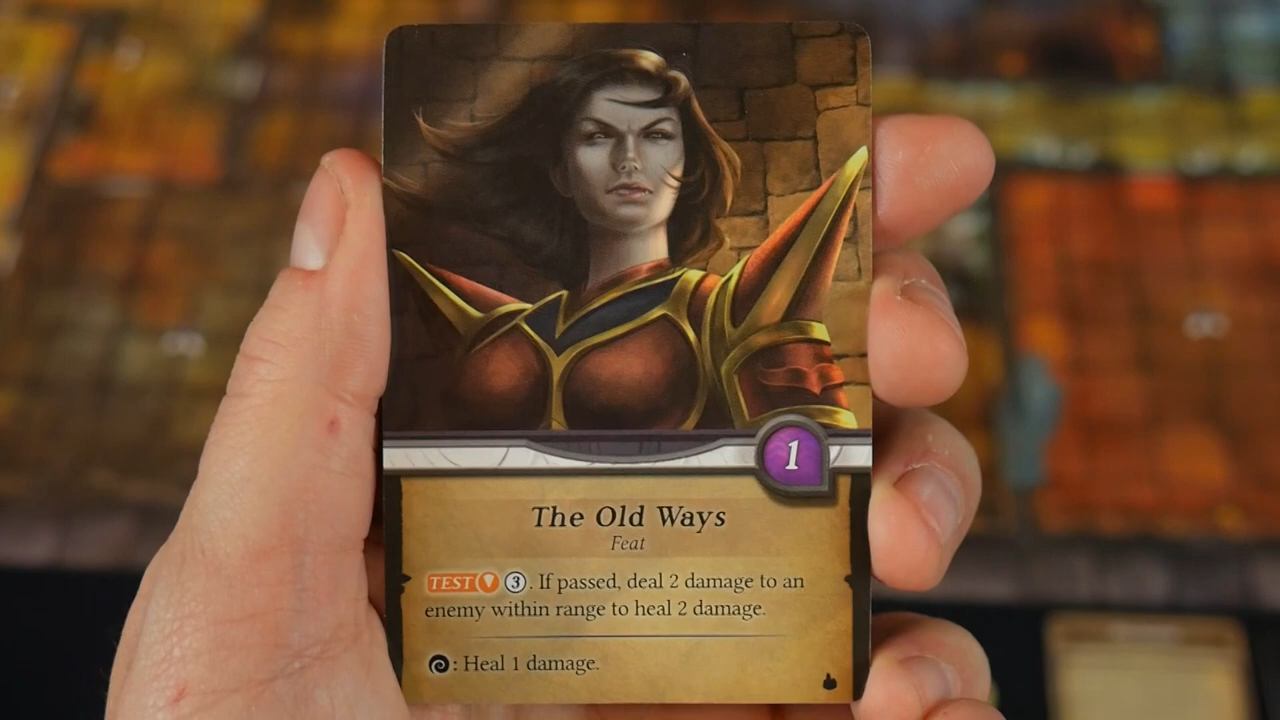 1
The Old Ways
Feat
TEST 3. If passed, deal 2 damage to an
enemy within range to heal 2 damage.
: Heal 1 damage.